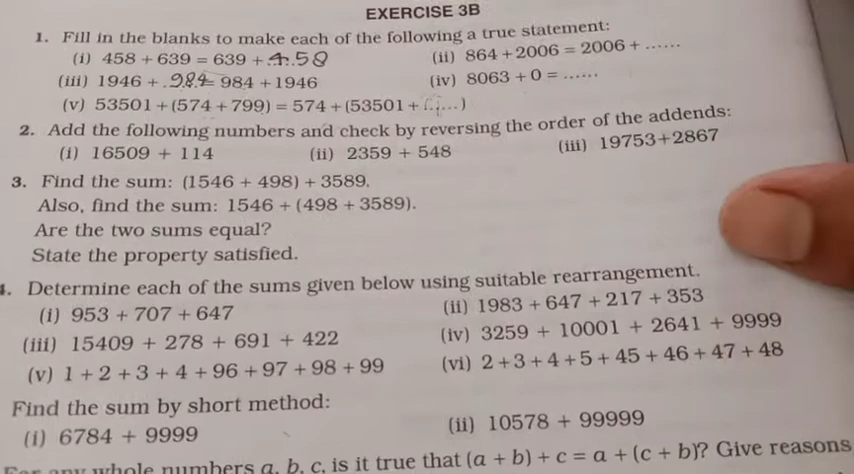 EXERCISE 3B
1. Fill in the blanks to make each of the following a true statement:
(i) 458 + 639 = 639 + 458 (ii) 864 + 2006 = 2006 + ......
(iii) 1946 + 984 = 984 + 1946 (iv) 8063 + 0 = ......
(v) 53501 + (574 + 799) = 574 + (53501 + ......)
2. Add the following numbers and check by reversing the order of the addends:
(i) 16509 + 114 (ii) 2359 + 548 (iii) 19753+2867
3. Find the sum: (1546 + 498) + 3589.
Also, find the sum: 1546 + (498 + 3589).
Are the two sums equal?
State the property satisfied.
4. Determine each of the sums given below using suitable rearrangement.
(i) 953 + 707 + 647 (ii) 1983 + 647 + 217 + 353
(iii) 15409 + 278 + 691 + 422 (iv) 3259 + 10001 + 2641 + 9999
(v) 1 + 2 + 3 + 4 + 96 + 97 + 98 + 99 (vi) 2 + 3 + 4 + 5 + 45 + 46 + 47 + 48
Find the sum by short method:
(i) 6784 + 9999 (ii) 10578 + 99999
For any whole numbers a, b, c, is it true that (a + b) + c = a + (c + b)? Give reasons